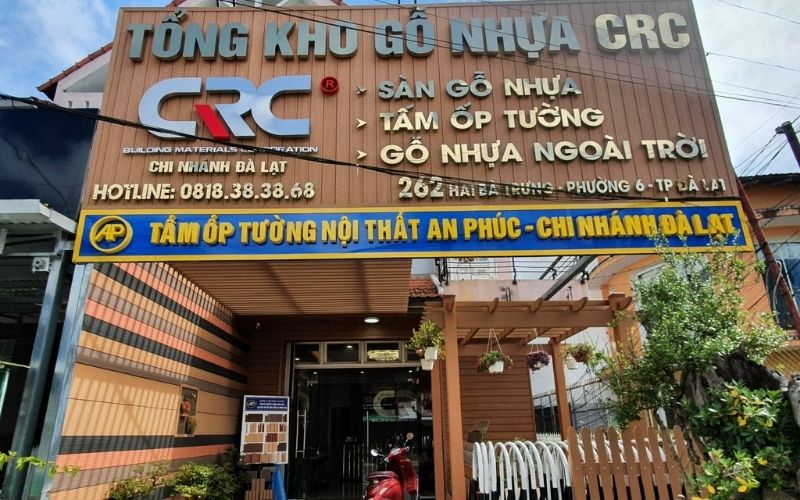 TỔNG KHO GỖ NHỰA CRC
CRC ®
BUILDING MATERIALS CORPORATION
CHI NHÁNH ĐÀ LẠT
HOTLINE: 0818.38.38.68
SÀN GỖ NHỰA
TẤM ỐP TƯỜNG
GỖ NHỰA NGOÀI TRỜI
262 HAI BÀ TRƯNG - PHƯỜNG 6 - TP ĐÀ LẠT
AP TẤM ỐP TƯỜNG NỘI THẤT AN PHÚC - CHI NHÁNH ĐÀ LẠT
AP
CRC